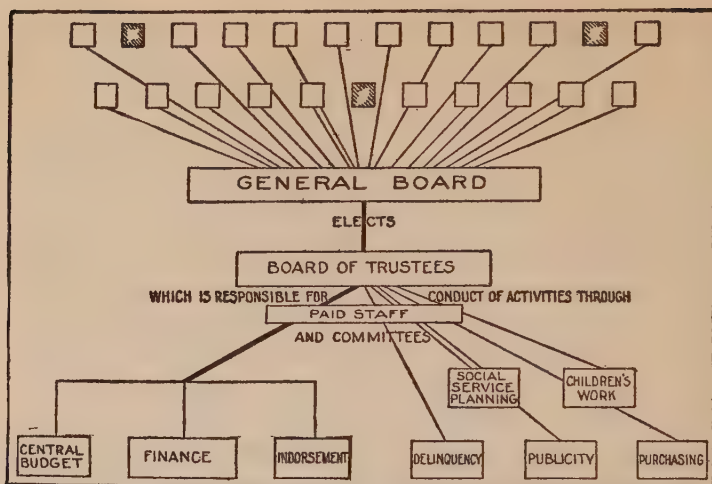 GENERAL BOARD
ELECTS
BOARD OF TRUSTEES
WHICH IS RESPONSIBLE FOR CONDUCT OF ACTIVITIES THROUGH
PAID STAFF
AND COMMITTEES
SOCIAL
SERVICE
PLANNING
CHILDREN'S
WORK
CENTRAL
BUDGET
FINANCE
INDORSEMENT
DELINQUENCY
PUBLICITY
PURCHASING